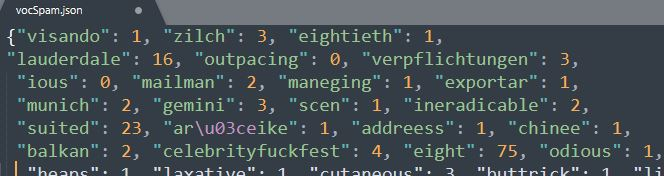 vocSpam.json
{"visando": 1, "zilch": 3, "eightieth": 1,
"lauderdale": 16, "outpacing": 0, "verpflichtungen": 3,
"ious": 0, "mailman": 2, "maneging": 1, "exportar": 1,
"munich": 2, "gemini": 3, "scen": 1, "ineradicable": 2,
"suited": 23, "ar\u03ceike": 1, "addreess": 1, "chinee": 1,
"balkan": 2, "celebrityfuckfest": 4, "eight": 75, "odious": 1,
"beans": 1, "laxative": 1, "cutaneous": 3, "buttrick": 1,